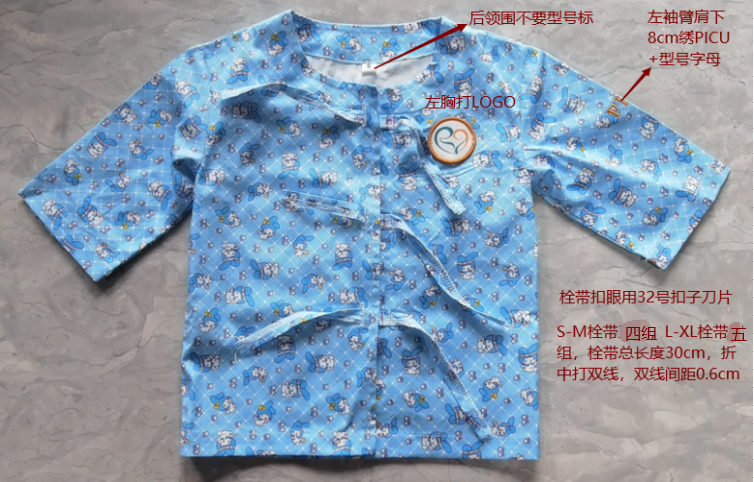 后领围不要型号标
左袖臂肩下
8cm绣PICU
+型号字母
左胸打LOGO
栓带扣眼用32号扣子刀片
S-M栓带 四组 L-XL栓带五
组，栓带总长度30cm，折
中打双线，双线间距0.6cm